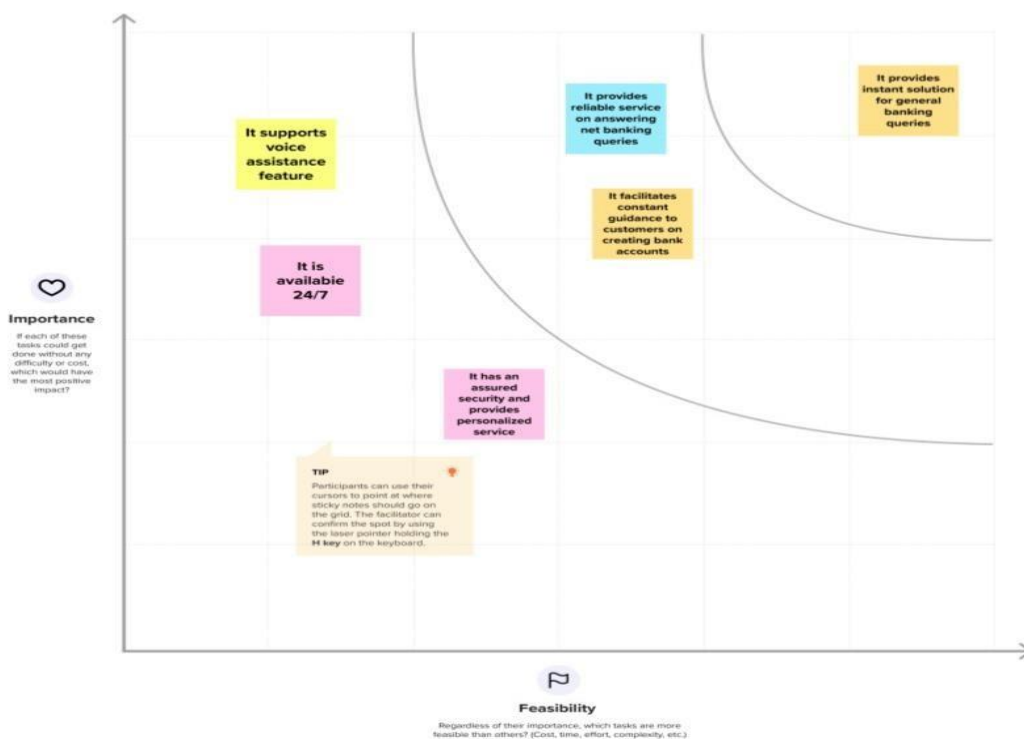 It supports
voice
assistance
feature
It provides
reliable service
on answering
net banking
queries
It provides
instant solution
for general
banking
queries
It facilitates
constant
guidance to
customers on
creating bank
accounts
It is
available
24/7
Importance
If each of these
tasks could get
done without any
difficulty or cost,
which would have
the most positive
impact?
It has an
assured
security and
provides
personalized
service
TIP
Participants can use their
cursors to point at where
sticky notes should go on
the grid. The facilitator can
confirm the spot by using
the laser pointer holding the
H key on the keyboard.
Feasibility
Regardless of their importance, which tasks are more
feasible than others? (Cost, time, effort, complexity, etc.)